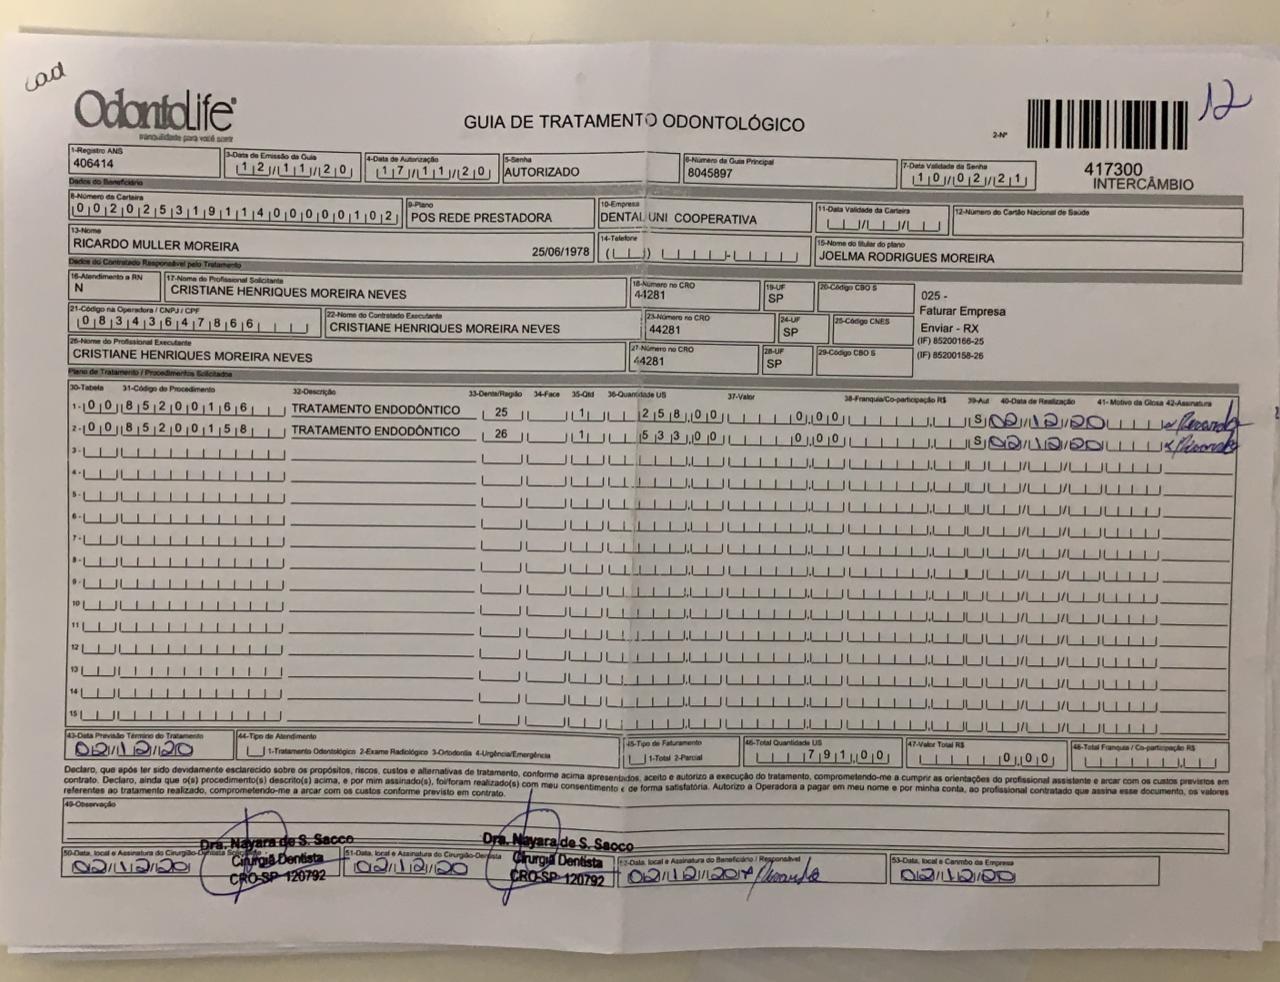 cad
OdontoLife
tranquilidade para você sorrir
GUIA DE TRATAMENTO ODONTOLÓGICO
2-Nº
12
417300
INTERCÂMBIO
1-Registro ANS
406414
3-Data de Emissão da Guia
12/11/20
4-Data de Autorização
17/11/20
5-Senha
AUTORIZADO
6-Número da Guia Principal
8045897
7-Data Validade da Senha
10/02/21
Dados do Beneficiário
8-Número da Carteira
00202531911400000102
9-Plano
POS REDE PRESTADORA
10-Empresa
DENTAL UNI COOPERATIVA
11-Data Validade da Carteira
12-Número do Cartão Nacional de Saúde
13-Nome
RICARDO MULLER MOREIRA 25/06/1978
14-Telefone
15-Nome do titular do plano
JOELMA RODRIGUES MOREIRA
Dados do Contratado Responsável pelo Tratamento
16-Atendimento a RN
N
17-Nome do Profissional Solicitante
CRISTIANE HENRIQUES MOREIRA NEVES
18-Número no CRO
44281
19-UF
SP
20-Código CBO S
025 -
Faturar Empresa
Enviar - RX
(IF) 85200166-25
(IF) 85200158-26
21-Código na Operadora / CNPJ / CPF
08343647866
22-Nome do Contratado Executante
CRISTIANE HENRIQUES MOREIRA NEVES
23-Número no CRO
44281
24-UF
SP
25-Código CNES
26-Nome do Profissional Executante
CRISTIANE HENRIQUES MOREIRA NEVES
27-Número no CRO
44281
28-UF
SP
29-Código CBO S
Plano de Tratamento / Procedimentos Solicitados
30-Tabela 31-Código do Procedimento 32-Descrição 33-Dente/Região 34-Face 35-Qtd 36-Quantidade US 37-Valor 38-Franquia/Co-participação R$ 39-Aut 40-Data de Realização 41- Motivo da Glosa 42-Assinatura
1- 00 85200166 TRATAMENTO ENDODÔNTICO 25 1 258,00 0,00 S 02/12/20 Ricardo
2- 00 85200158 TRATAMENTO ENDODÔNTICO 26 1 533,00 0,00 S 02/12/20 Ricardo
3-
4-
5-
6-
7-
8-
9-
10
11
12
13
14
15
43-Data Previsão Término do Tratamento
02/12/20
44-Tipo de Atendimento
1-Tratamento Odontológico 2-Exame Radiológico 3-Ortodontia 4-Urgência/Emergência
45-Tipo de Faturamento
1-Total 2-Parcial
46-Total Quantidade US
791,00
47-Valor Total R$
0,00
48-Total Franquia / Co-participação R$
Declaro, que após ter sido devidamente esclarecido sobre os propósitos, riscos, custos e alternativas de tratamento, conforme acima apresentados, aceito e autorizo a execução do tratamento, comprometendo-me a cumprir as orientações do profissional assistente e arcar com os custos previstos em
contrato. Declaro, ainda que o(s) procedimento(s) descrito(s) acima, e por mim assinado(s), foi/foram realizado(s) com meu consentimento e de forma satisfatória. Autorizo a Operadora a pagar em meu nome e por minha conta, ao profissional contratado que assina esse documento, os valores
referentes ao tratamento realizado, comprometendo-me a arcar com os custos conforme previsto em contrato.
49-Observação
Dra. Nayara de S. Sacco
Cirurgiã Dentista
CRO-SP 120792
Dra. Nayara de S. Sacco
Cirurgiã Dentista
CRO-SP 120792
50-Data, local e Assinatura do Cirurgião-Dentista Solicitante
02/12/20
51-Data, local e Assinatura do Cirurgião-Dentista
02/12/20
52-Data, local e Assinatura do Beneficiário / Responsável
02/12/20 Ricardo
53-Data, local e Carimbo da Empresa
02/12/20